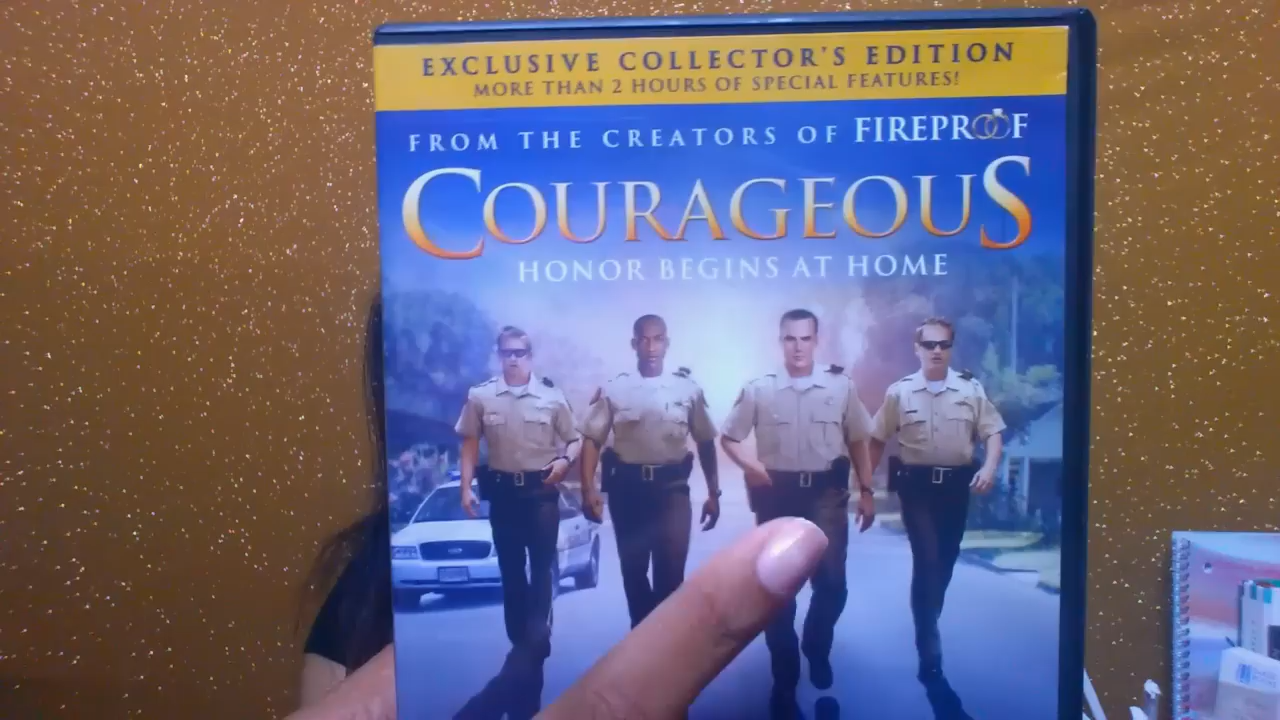 EXCLUSIVE COLLECTOR'S EDITION
MORE THAN 2 HOURS OF SPECIAL FEATURES!
FROM THE CREATORS OF FIREPROOF
COURAGEOUS
HONOR BEGINS AT HOME